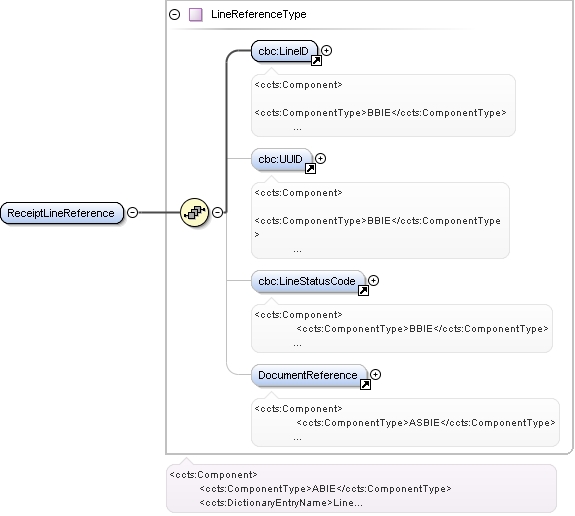 LineReferenceType
cbc:LineID
<ccts:Component>
<ccts:ComponentType>BBIE</ccts:ComponentType>
...
cbc:UUID
<ccts:Component>
<ccts:ComponentType>BBIE</ccts:ComponentType
>
...
ReceiptLineReference
cbc:LineStatusCode
<ccts:Component>
<ccts:ComponentType>BBIE</ccts:ComponentType>
...
DocumentReference
<ccts:Component>
<ccts:ComponentType>ASBIE</ccts:ComponentType>
...
<ccts:Component>
<ccts:ComponentType>ABIE</ccts:ComponentType>
<ccts:DictionaryEntryName>Line...